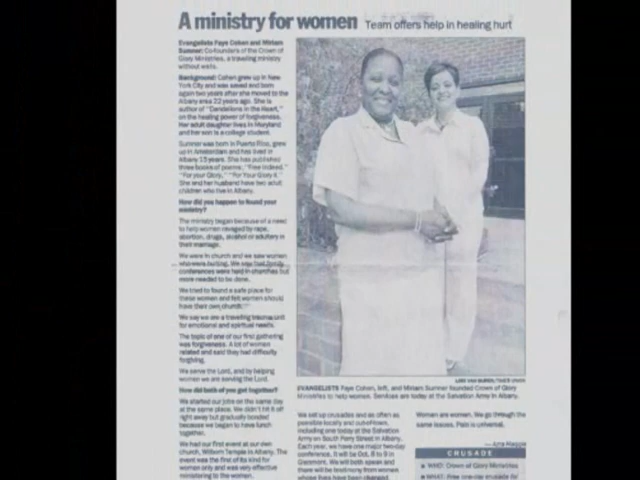 A ministry for women
Team offers help in healing hurt
Evangelists Faye Cohen and Miriam
Sumner: Co-founders of the Crown of
Glory Ministries, a traveling ministry
without walls.
Background: Cohen grew up in New
York City and was saved and born
again two years after she moved to the
Albany area 22 years ago. She is
author of "Dandelions in the Heart,"
on the healing power of forgiveness.
Her adult daughter lives in Maryland
and her son is a college student.
Sumner was born in Puerto Rico, grew
up in Amsterdam and has lived in
Albany 15 years. She has published
three books of poems, "Free Indeed,"
"For your Glory," "For Your Glory II."
She and her husband have two adult
children who live in Albany.
How did you happen to found your
ministry?
The ministry began because of a need
to help women ravaged by rape,
abortion, drugs, alcohol or adultery in
their marriage.
We were in church and we saw women
who were hurting. We saw that family
conferences were held in churches but
more needed to be done.
We tried to found a safe place for
these women and felt women should
have their own church.
We say we are a traveling trauma unit
for emotional and spiritual needs.
The topic of one of our first gathering
was forgiveness. A lot of women
related and said they had difficulty
forgiving.
We serve the Lord, and by helping
women we are serving the Lord.
How did both of you get together?
We started our jobs on the same day
at the same place. We didn't hit it off
right away but gradually bonded
because we began to have lunch
together.
We had our first event at our own
church, Wilborn Temple in Albany. The
event was the first of its kind for
women only and was very effective
ministering to the women.
EVANGELISTS Faye Cohen, left, and Miriam Sumner founded Crown of Glory
Ministries to help women. Services are today at the Salvation Army in Albany.
We set up crusades and as often as
possible locally and out-of-town,
including one today at the Salvation
Army on South Ferry Street in Albany.
Each year, we have one major two-day
conference. It will be Oct. 8 to 9 in
Claremont. We will both speak and
there will be testimony from women
whose lives have been changed
Women are women. We go through the
same issues. Pain is universal.
CRUSADE
WHO: Crown of Glory Ministries
WHAT: Free one-day crusade for